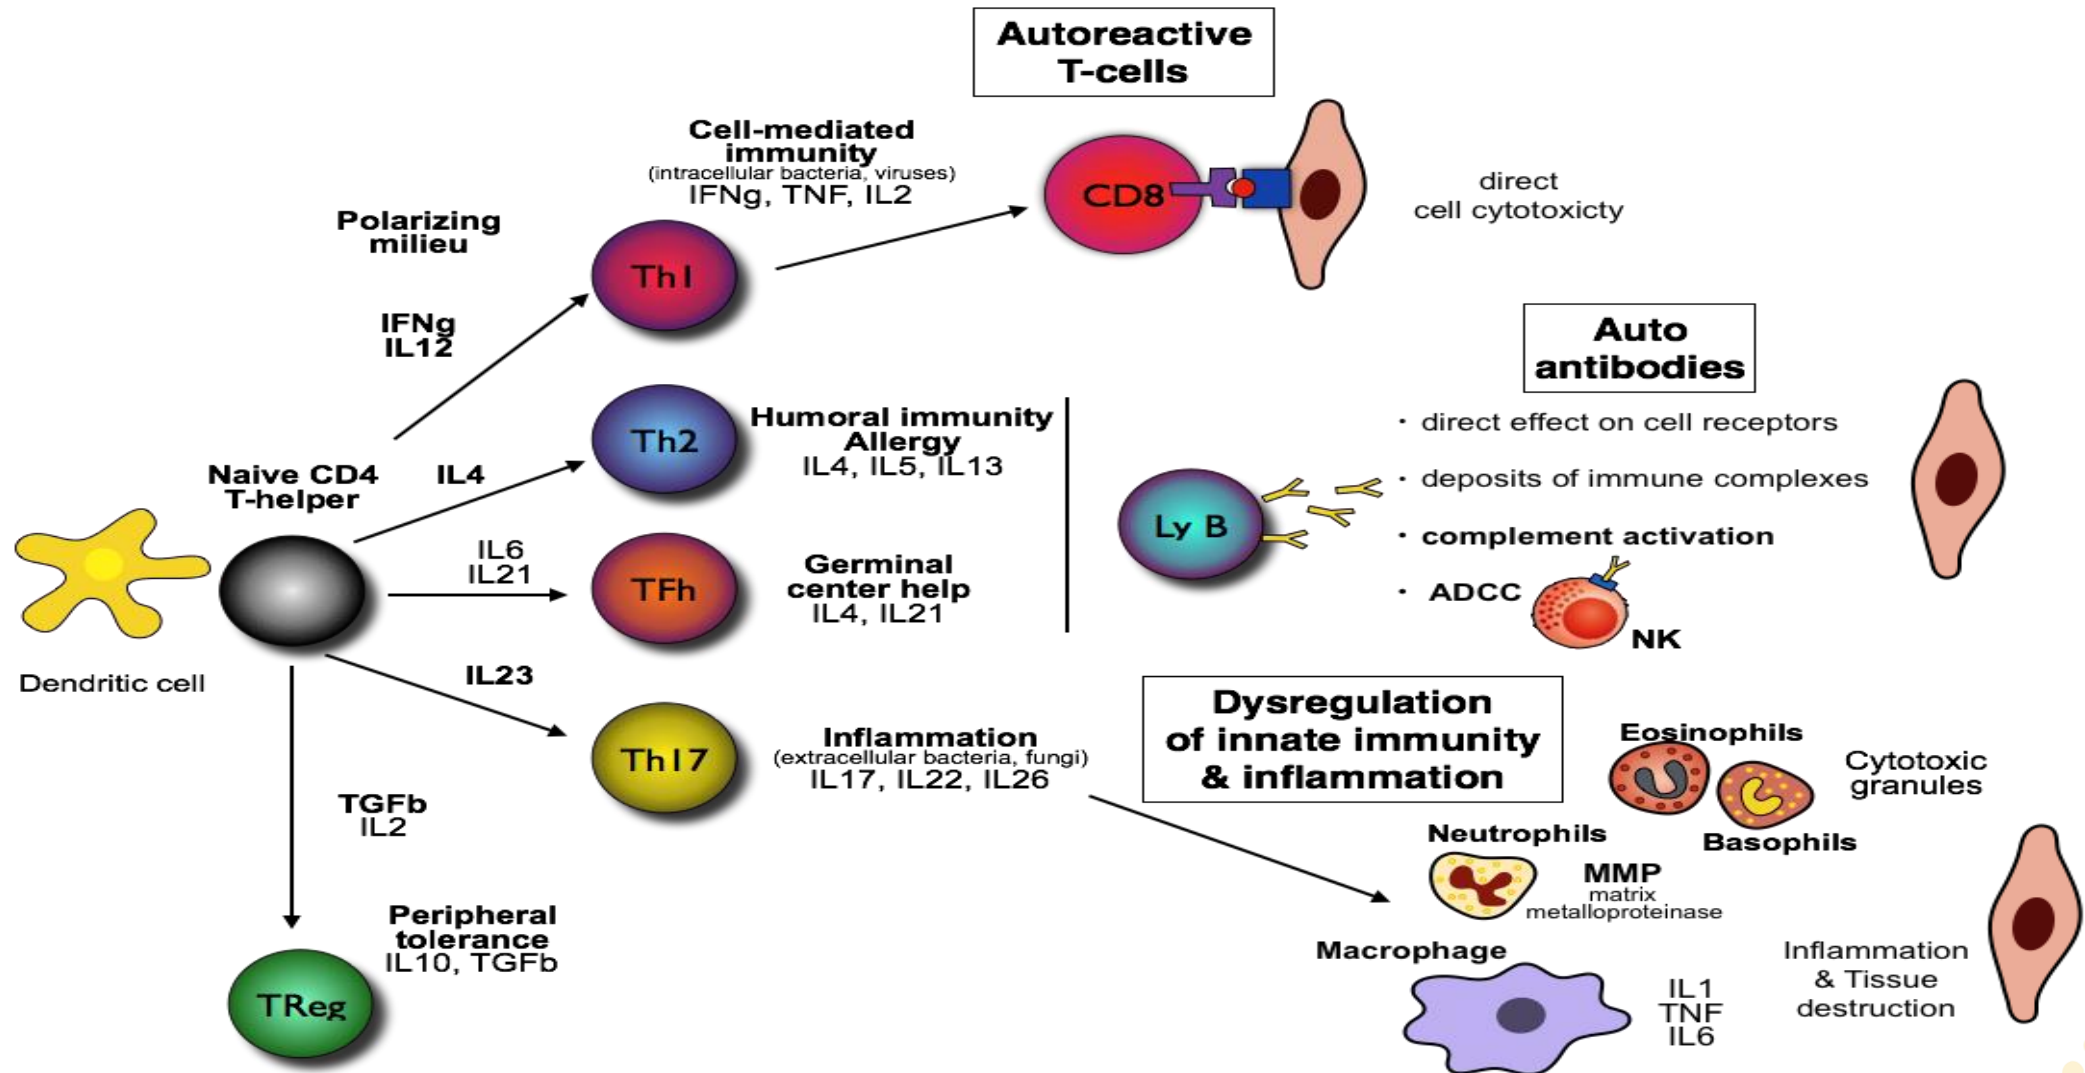 Autoreactive
T-cells
Cell-mediated
immunity
(intracellular bacteria, viruses)
IFNg, TNF, IL2
CD8
direct
cell cytotoxicty
Polarizing
milieu
Th1
IFNg
IL12
Auto
antibodies
Th2
Humoral immunity
Allergy
IL4, IL5, IL13
• direct effect on cell receptors
Naive CD4
T-helper
IL4
• deposits of immune complexes
Ly B
• complement activation
IL6
IL21
TFh
Germinal
center help
IL4, IL21
• ADCC
NK
Dendritic cell
IL23
Th17
Inflammation
(extracellular bacteria, fungi)
IL17, IL22, IL26
Dysregulation
of innate immunity
& inflammation
Eosinophils
Cytotoxic
granules
Basophils
Neutrophils
MMP
matrix
metalloproteinase
TGFb
IL2
Peripheral
tolerance
IL10, TGFb
TReg
Macrophage
IL1
TNF
IL6
Inflammation
& Tissue
destruction